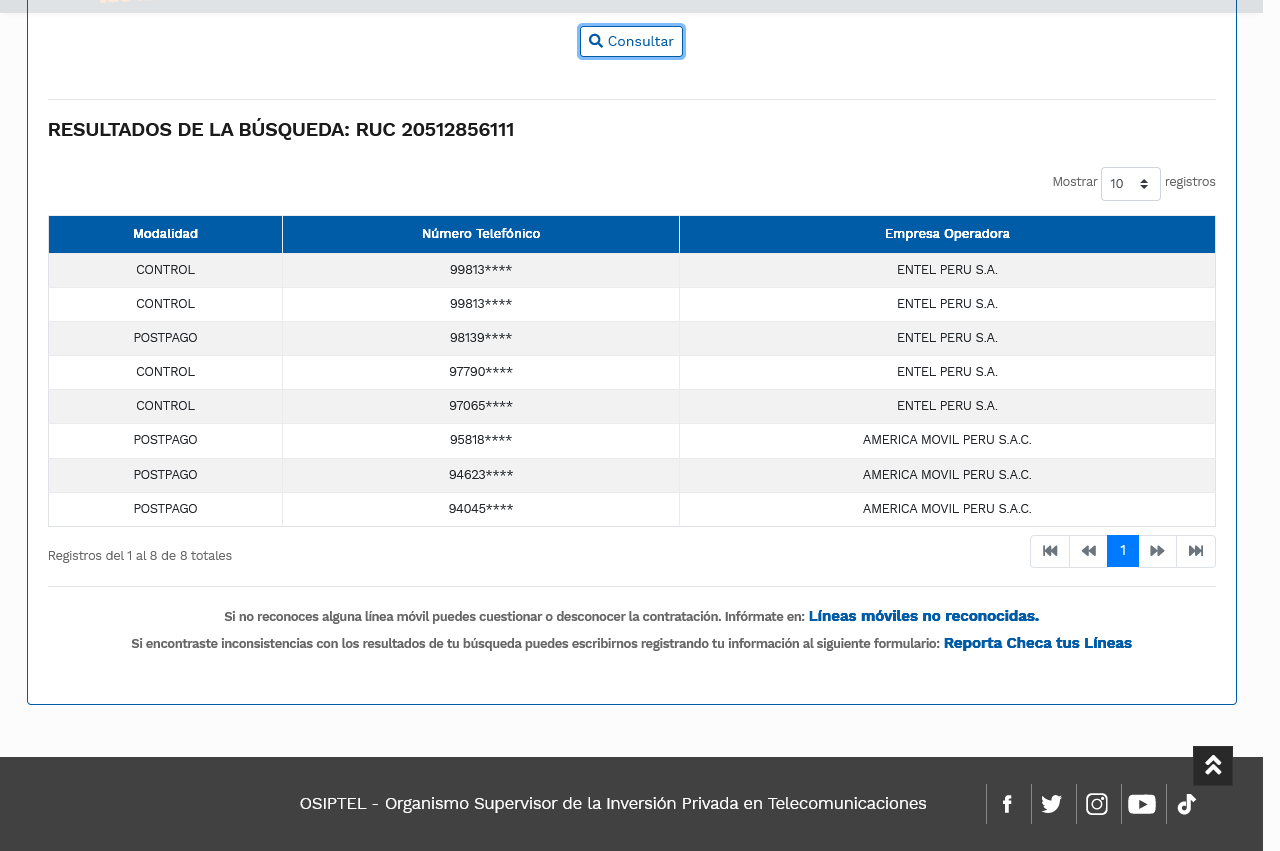 Consultar
RESULTADOS DE LA BÚSQUEDA: RUC 20512856111
Mostrar 10 registros
Modalidad Número Telefónico Empresa Operadora
CONTROL 99813**** ENTEL PERU S.A.
CONTROL 99813**** ENTEL PERU S.A.
POSTPAGO 98139**** ENTEL PERU S.A.
CONTROL 97790**** ENTEL PERU S.A.
CONTROL 97065**** ENTEL PERU S.A.
POSTPAGO 95818**** AMERICA MOVIL PERU S.A.C.
POSTPAGO 94623**** AMERICA MOVIL PERU S.A.C.
POSTPAGO 94045**** AMERICA MOVIL PERU S.A.C.
Registros del 1 al 8 de 8 totales 1
Si no reconoces alguna línea móvil puedes cuestionar o desconocer la contratación. Infórmate en: Líneas móviles no reconocidas.
Si encontraste inconsistencias con los resultados de tu búsqueda puedes escribirnos registrando tu información al siguiente formulario: Reporta Checa tus Líneas
OSIPTEL - Organismo Supervisor de la Inversión Privada en Telecomunicaciones